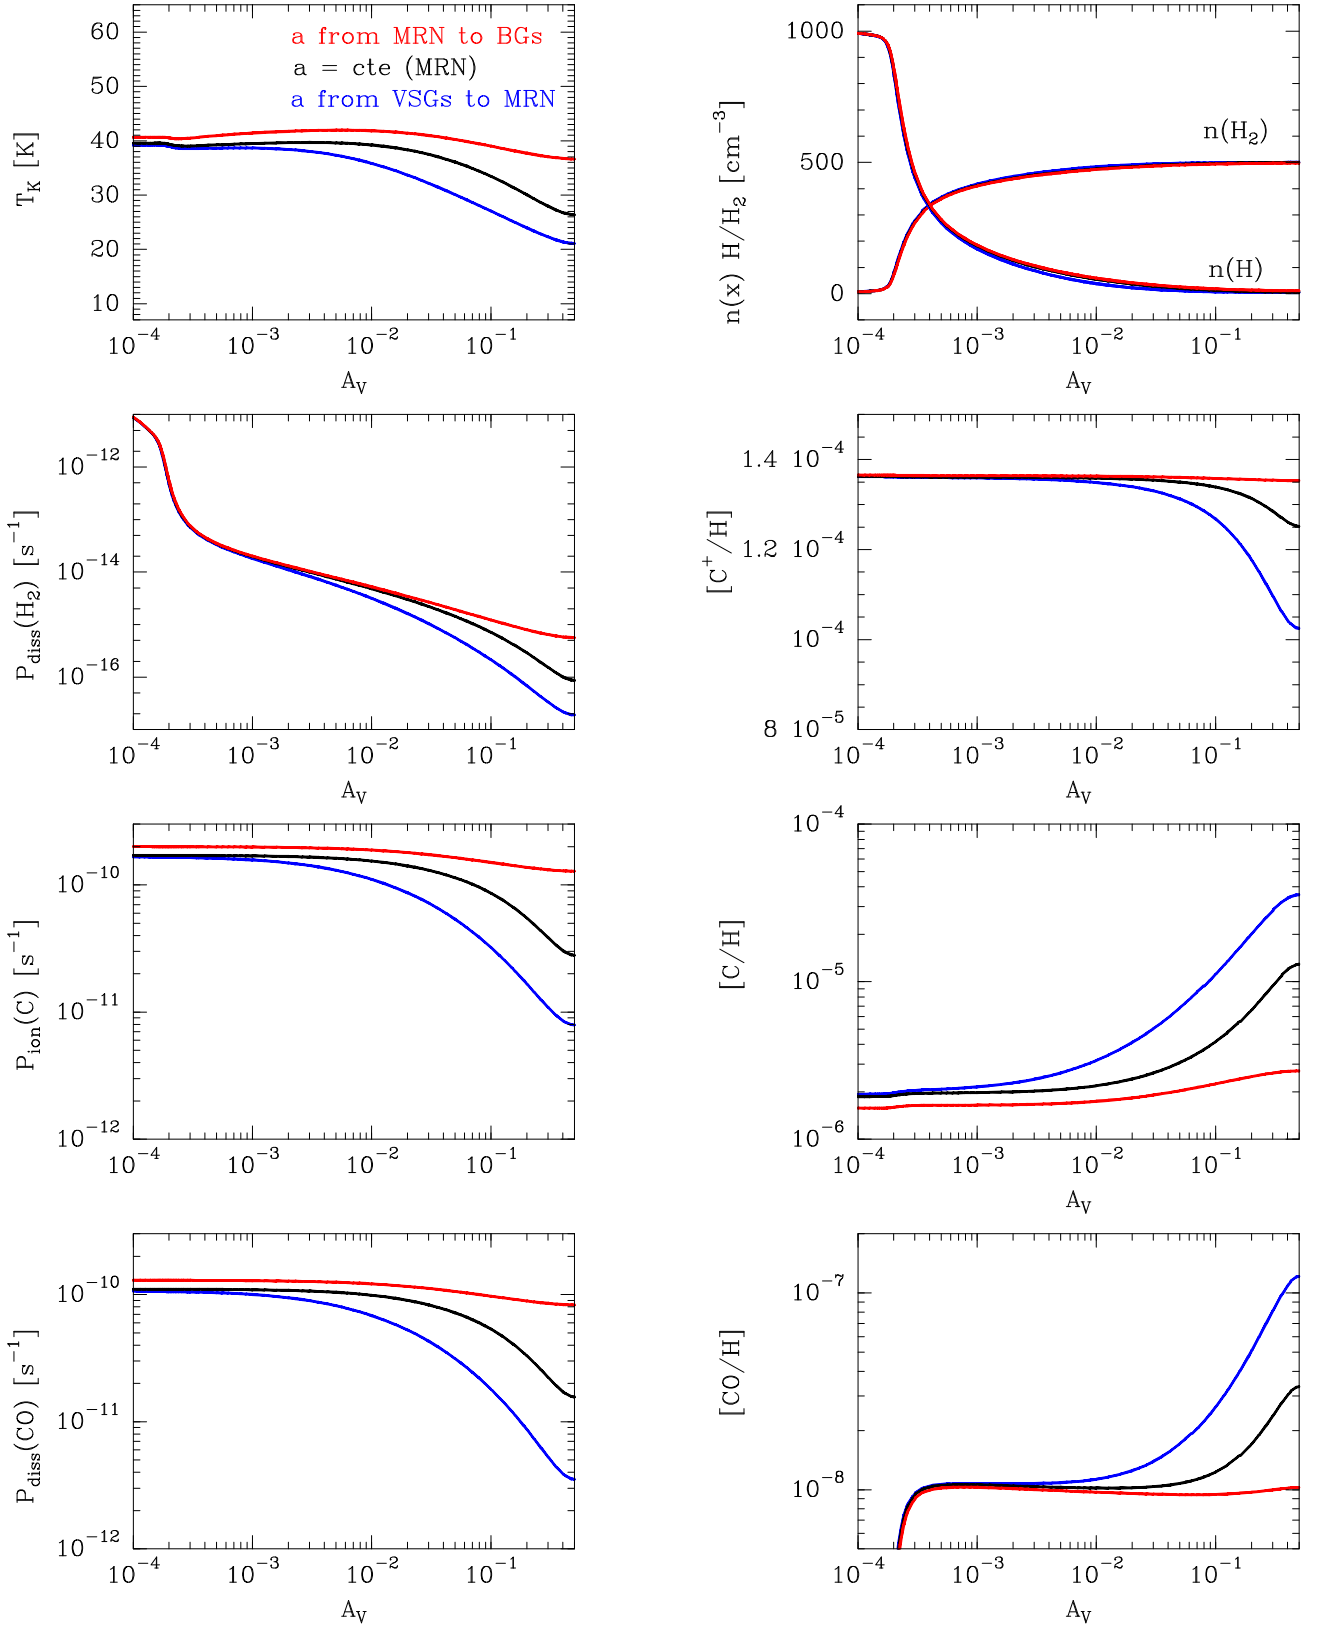 60
50
40
30
20
10
T_K [K]
a from MRN to BGs
a = cte (MRN)
a from VSGs to MRN
10^−4 10^−3 10^−2 10^−1
A_V
1000
500
0
n(x) H/H_2 [cm^−3]
n(H_2)
n(H)
10^−4 10^−3 10^−2 10^−1
A_V
10^−12
10^−14
10^−16
P_diss(H_2) [s^−1]
10^−4 10^−3 10^−2 10^−1
A_V
1.4 10^−4
1.2 10^−4
10^−4
8 10^−5
[C^+/H]
10^−4 10^−3 10^−2 10^−1
A_V
10^−10
10^−11
10^−12
P_ion(C) [s^−1]
10^−4 10^−3 10^−2 10^−1
10^−4
10^−5
10^−6
[C/H]
10^−4 10^−3 10^−2 10^−1
A_V
10^−10
10^−11
10^−12
P_diss(CO) [s^−1]
10^−4 10^−3 10^−2 10^−1
A_V
10^−7
10^−8
[CO/H]
10^−4 10^−3 10^−2 10^−1
A_V